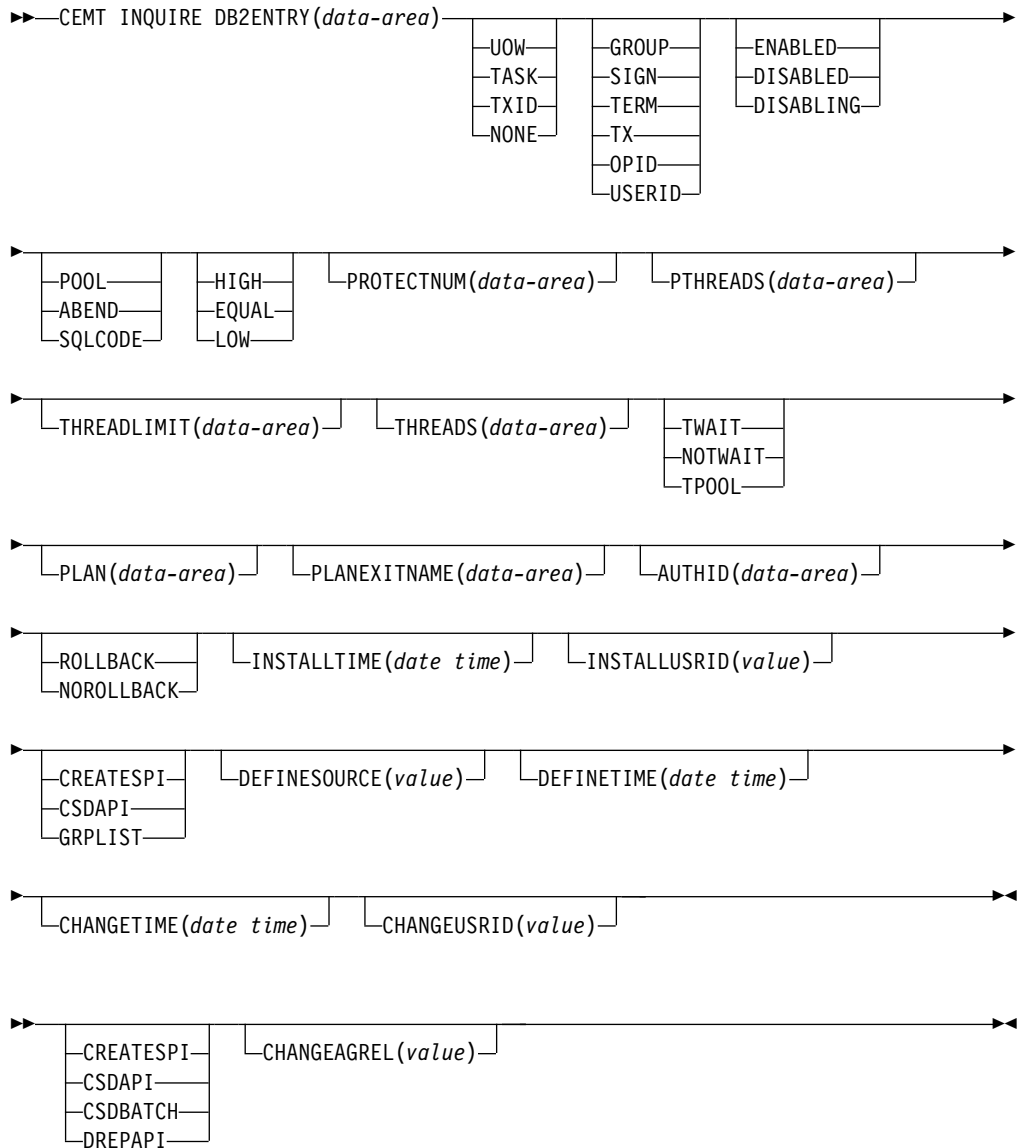 CEMT INQUIRE DB2ENTRY(data-area)
UOW GROUP ENABLED
TASK SIGN DISABLED
TXID TERM DISABLING
NONE TX
OPID
USERID
POOL HIGH PROTECTNUM(data-area) PTHREADS(data-area)
ABEND EQUAL
SQLCODE LOW
THREADLIMIT(data-area) THREADS(data-area) TWAIT
NOTWAIT
TPOOL
PLAN(data-area) PLANEXITNAME(data-area) AUTHID(data-area)
ROLLBACK INSTALLTIME(date time) INSTALLUSRID(value)
NOROLLBACK
CREATESPI DEFINESOURCE(value) DEFINETIME(date time)
CSDAPI
GRPLIST
CHANGETIME(date time) CHANGEUSRID(value)
CREATESPI CHANGEAGREL(value)
CSDAPI
CSDBATCH
DREPAPI